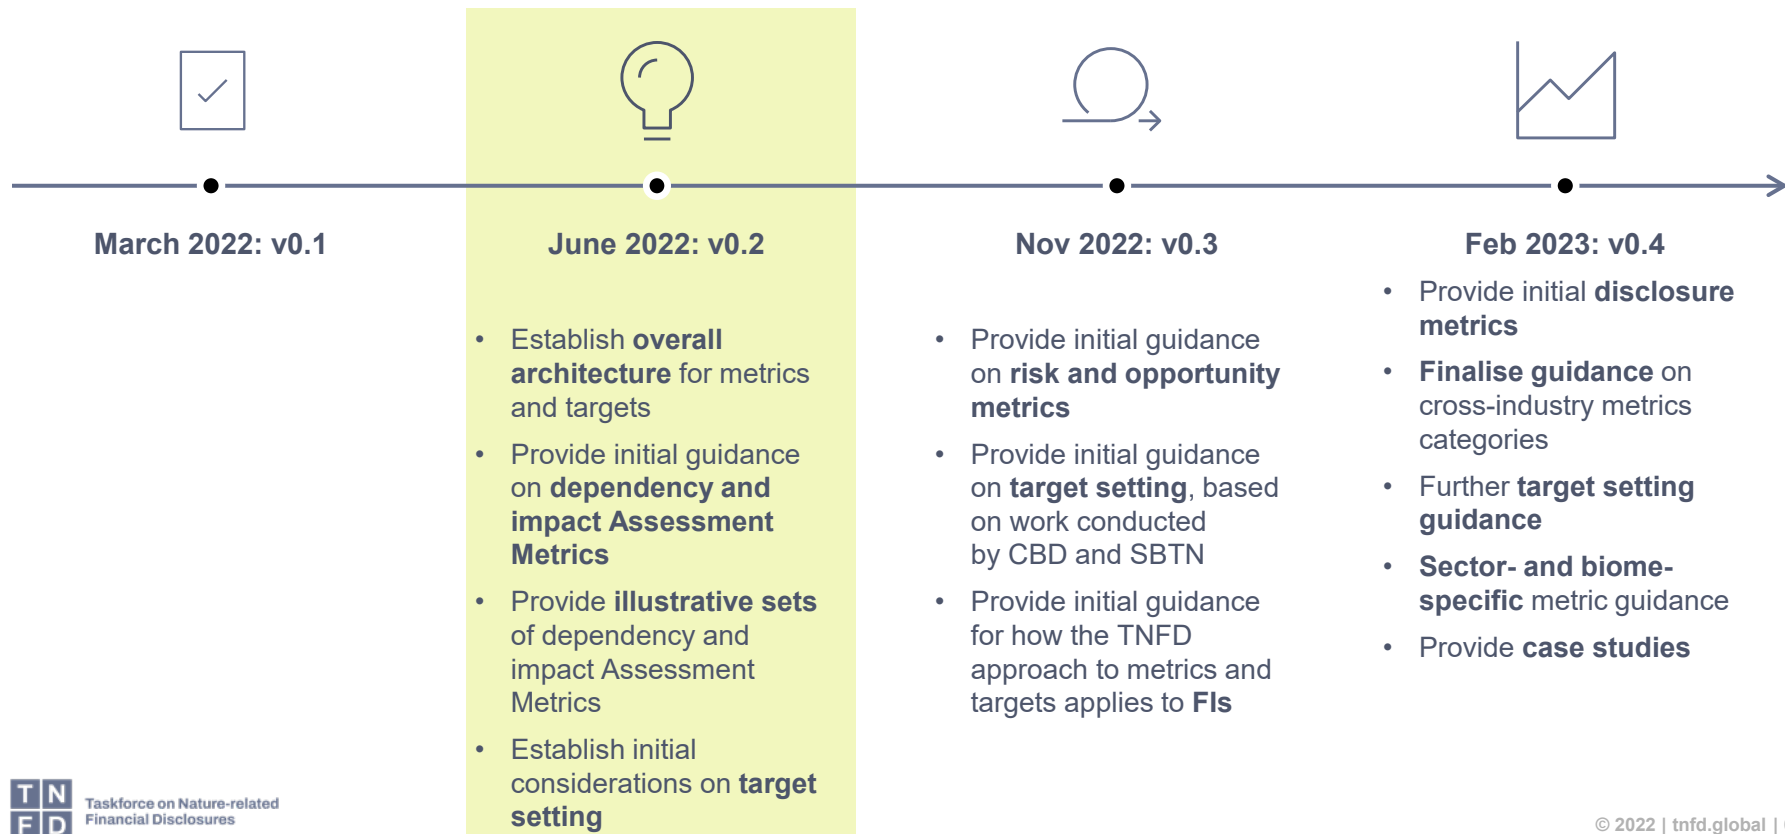 March 2022: v0.1
June 2022: v0.2
• Establish overall
architecture for metrics
and targets
• Provide initial guidance
on dependency and
impact Assessment
Metrics
• Provide illustrative sets
of dependency and
impact Assessment
Metrics
• Establish initial
considerations on target
setting
Nov 2022: v0.3
• Provide initial guidance
on risk and opportunity
metrics
• Provide initial guidance
on target setting, based
on work conducted
by CBD and SBTN
• Provide initial guidance
for how the TNFD
approach to metrics and
targets applies to FIs
Feb 2023: v0.4
• Provide initial disclosure
metrics
• Finalise guidance on
cross-industry metrics
categories
• Further target setting
guidance
• Sector- and biome-
specific metric guidance
• Provide case studies
T N
F D
Taskforce on Nature-related
Financial Disclosures
© 2022 | tnfd.global |